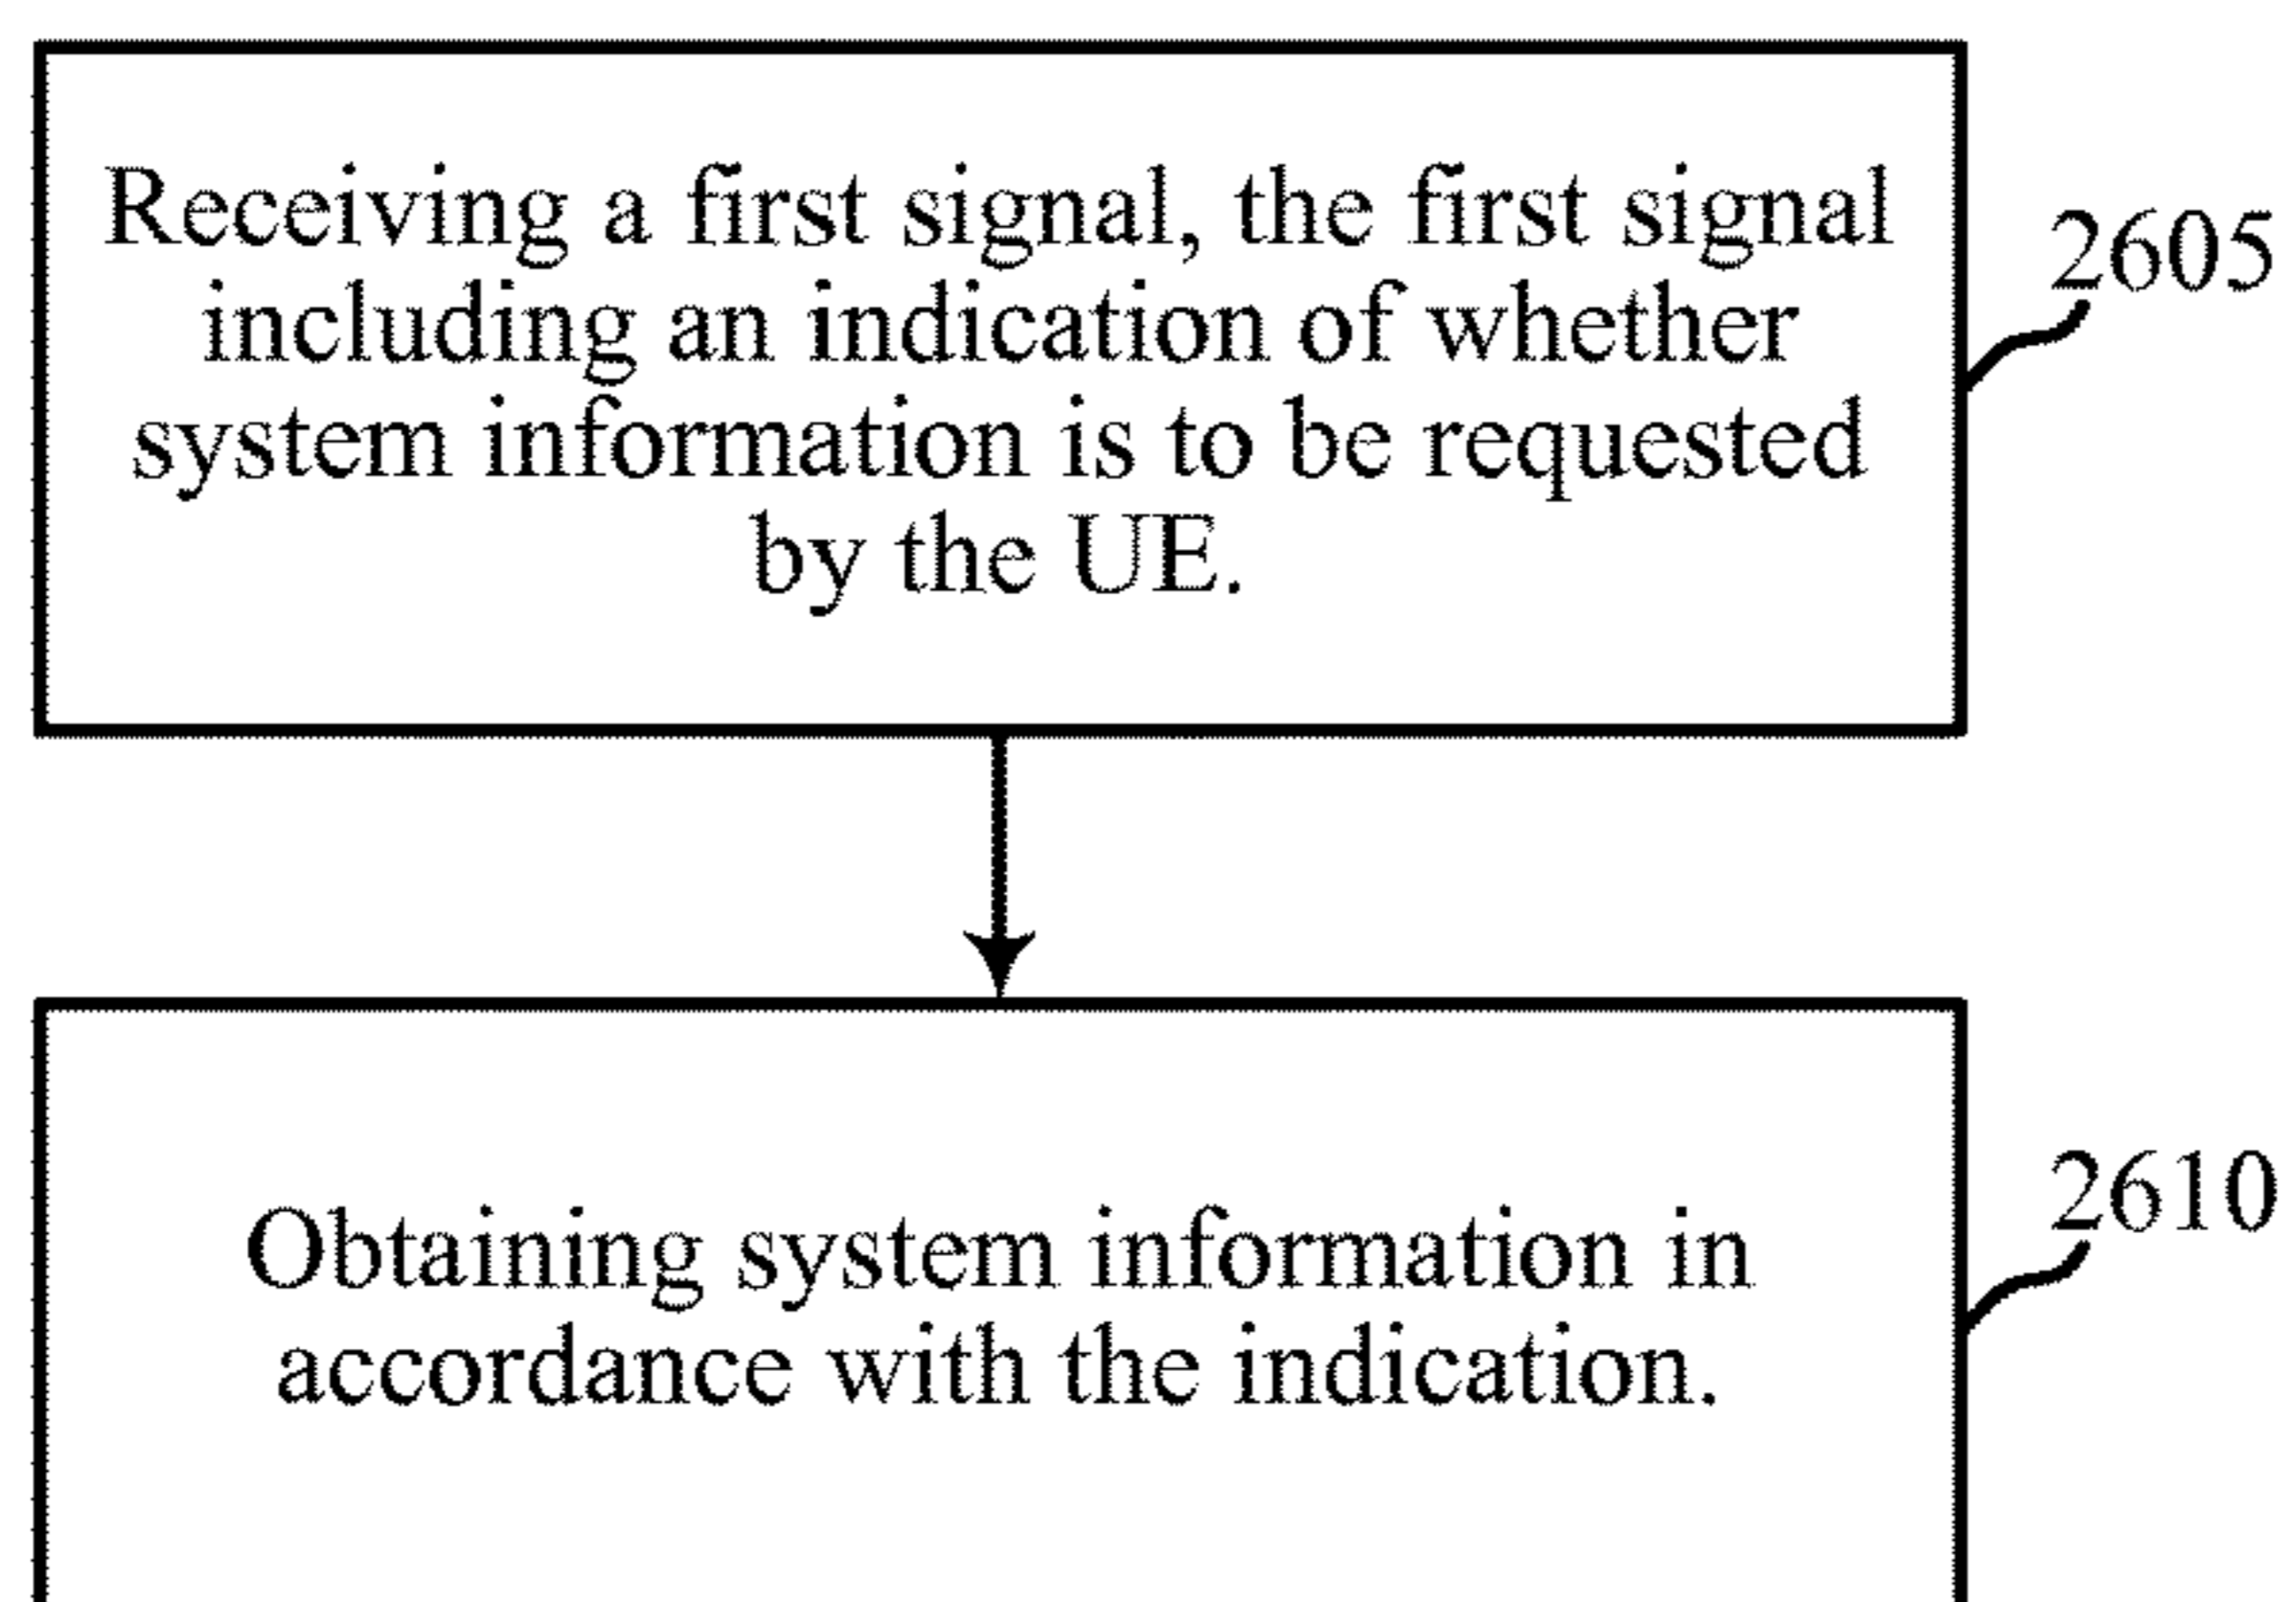 Receiving a first signal, the first signal
including an indication of whether
system information is to be requested
by the UE.
2605
Obtaining system information in
accordance with the indication.
2610